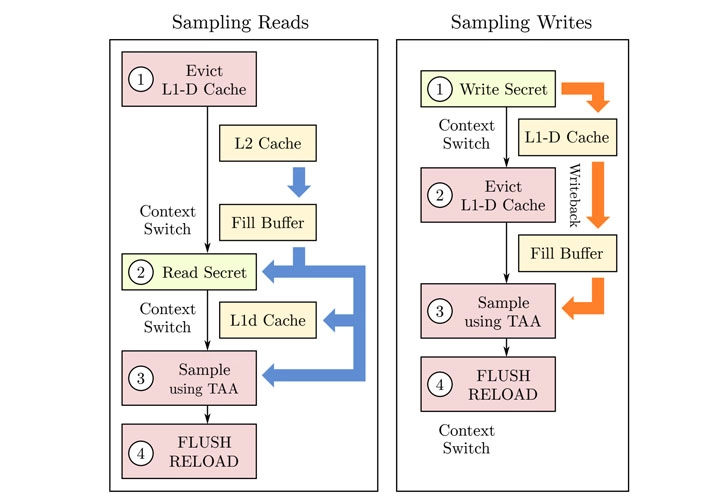 Sampling Reads
1
Evict
L1-D Cache
L2 Cache
Fill Buffer
Context
Switch
2
Read Secret
Context
Switch
L1d Cache
3
Sample
using TAA
4
FLUSH
RELOAD
Sampling Writes
1
Write Secret
Context
Switch
L1-D Cache
Writeback
2
Evict
L1-D Cache
Fill Buffer
3
Sample
using TAA
4
FLUSH
RELOAD
Context
Switch